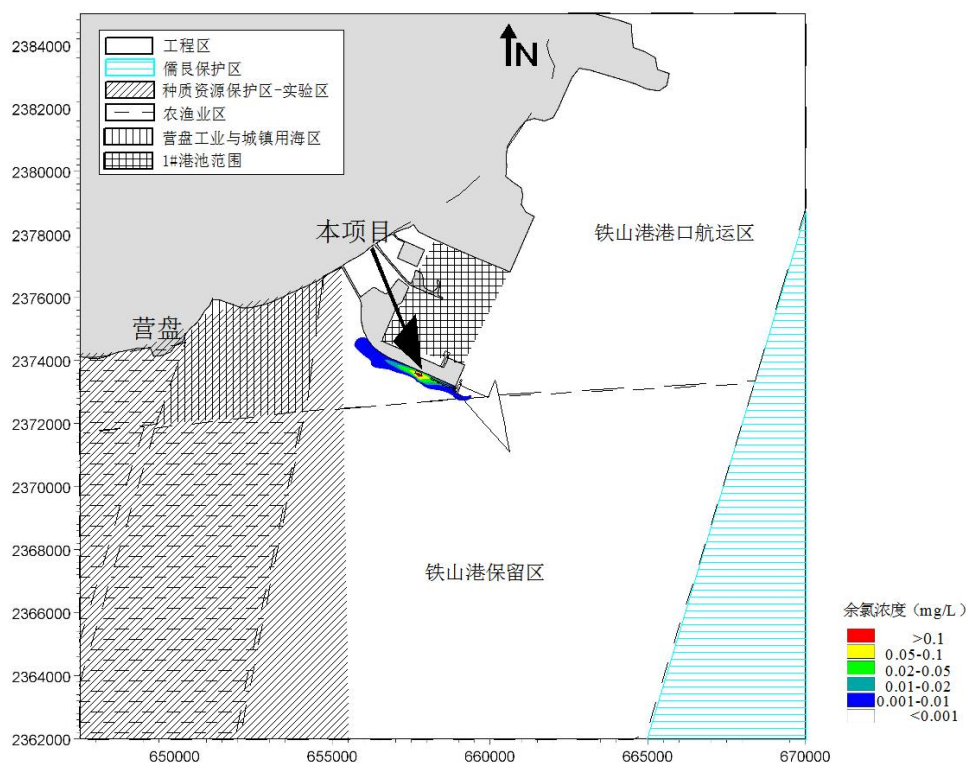 2384000
2382000
2380000
2378000
2376000
2374000
2372000
2370000
2368000
2366000
2364000
2362000
工程区
儒艮保护区
种质资源保护区-实验区
农渔业区
营盘工业与城镇用海区
1#港池范围
N
本项目
铁山港港口航运区
营盘
铁山港保留区
余氯浓度（mg/L）
>0.1
0.05-0.1
0.02-0.05
0.01-0.02
0.001-0.01
<0.001
650000
655000
660000
665000
670000